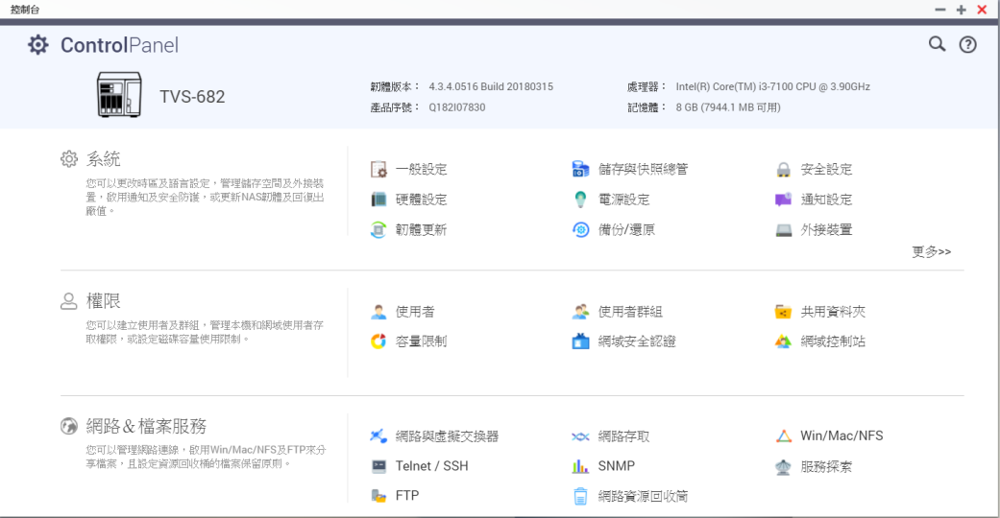 控制台
ControlPanel
TVS-682
韌體版本： 4.3.4.0516 Build 20180315
處理器： Intel(R) Core(TM) i3-7100 CPU @ 3.90GHz
產品序號： Q182I07830
記憶體： 8 GB (7944.1 MB 可用)
系統
您可以更改時區及語言設定，管理儲存空間及外接裝
置，啟用通知及安全防護，或更新NAS韌體及回復出
廠值。
一般設定
儲存與快照總管
安全設定
硬體設定
電源設定
通知設定
韌體更新
備份/還原
外接裝置
更多>>
權限
您可以建立使用者及群組，管理本機和網域使用者存
取權限，或設定磁碟容量使用限制。
使用者
使用者群組
共用資料夾
容量限制
網域安全認證
網域控制站
網路＆檔案服務
您可以管理網路連線，啟用Win/Mac/NFS及FTP來分
享檔案，且設定資源回收桶的檔案保留原則。
網路與虛擬交換器
網路存取
Win/Mac/NFS
Telnet / SSH
SNMP
服務探索
FTP
網路資源回收筒